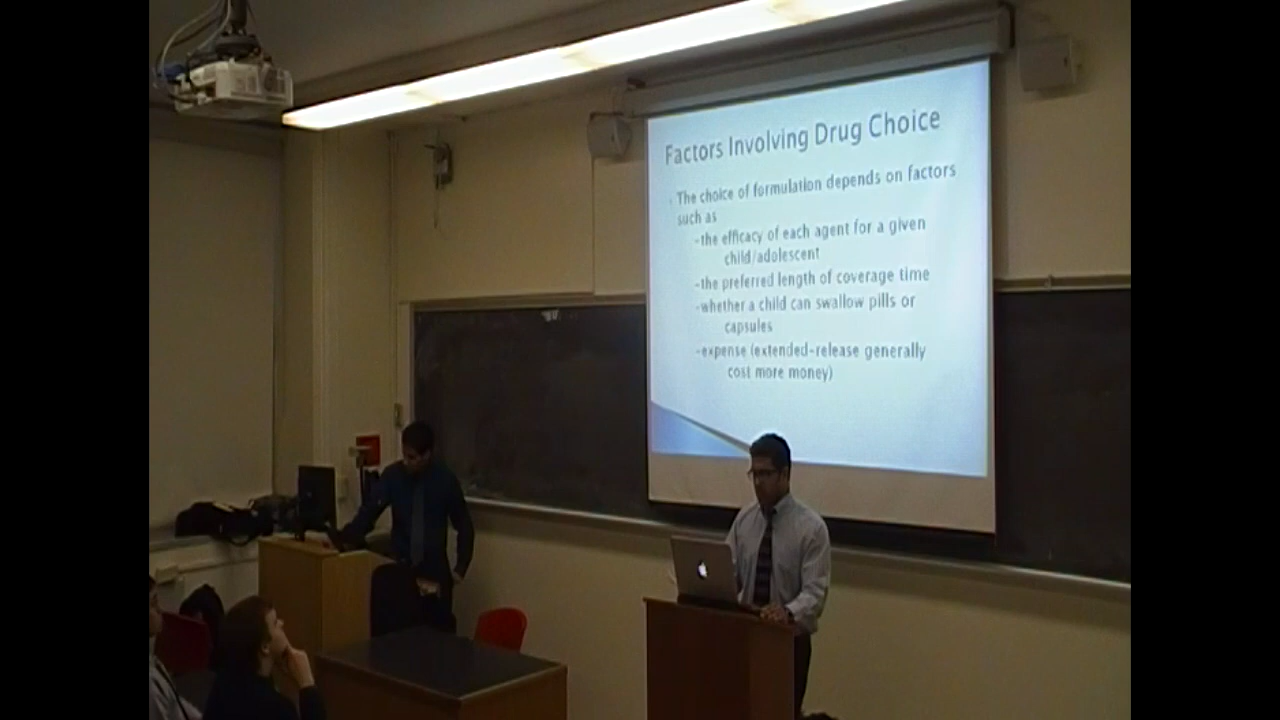 Factors Involving Drug Choice
The choice of formulation depends on factors
such as
-the efficacy of each agent for a given
child/adolescent
-the preferred length of coverage time
-whether a child can swallow pills or
capsules
-expense (extended-release generally
cost more money)